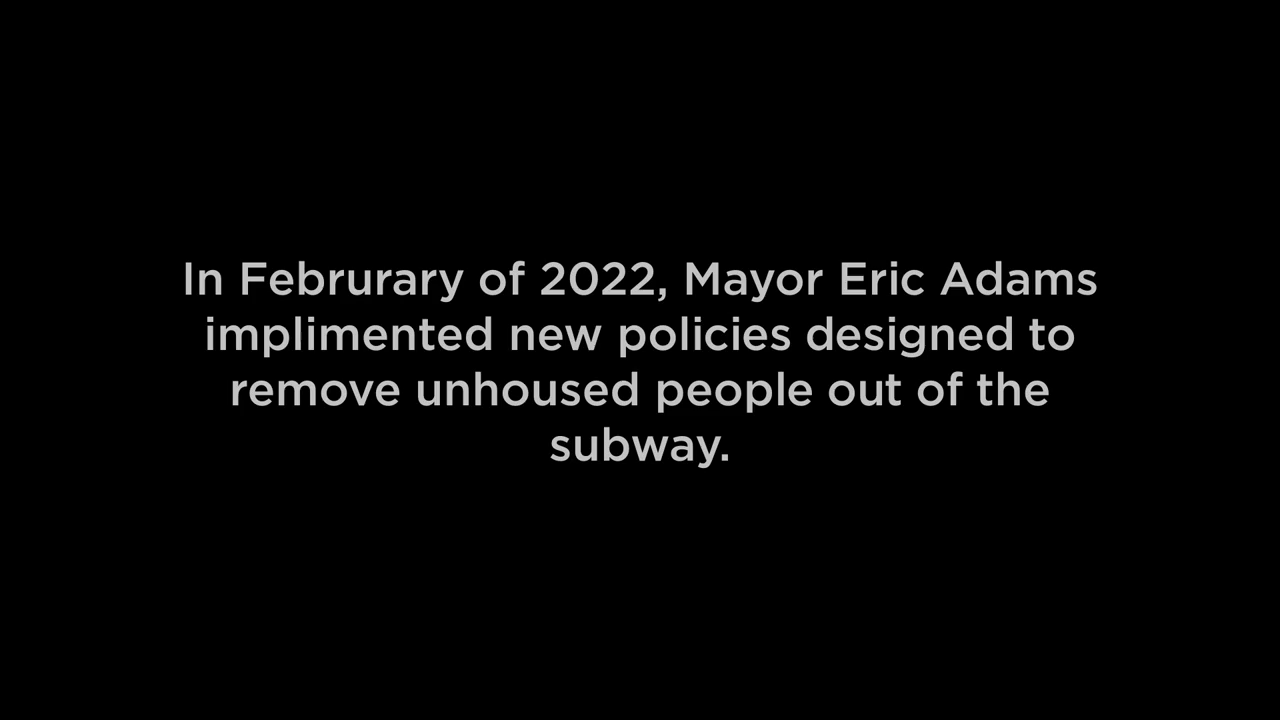 In Februrary of 2022, Mayor Eric Adams
implimented new policies designed to
remove unhoused people out of the
subway.